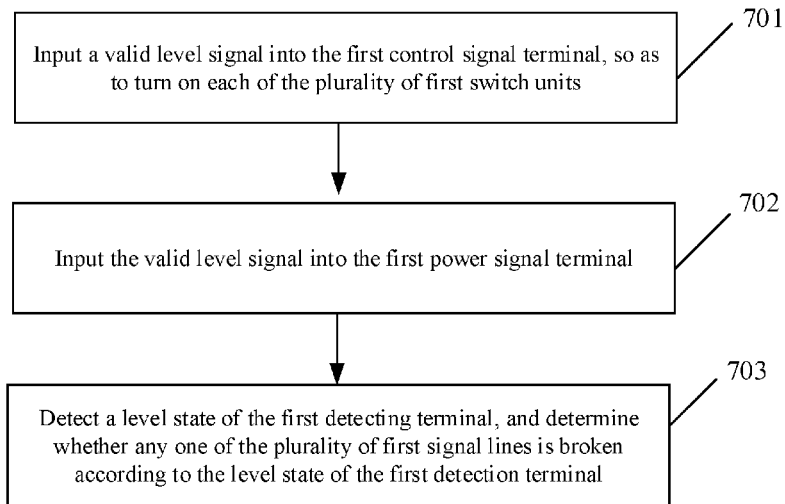 701
Input a valid level signal into the first control signal terminal, so as
to turn on each of the plurality of first switch units
702
Input the valid level signal into the first power signal terminal
703
Detect a level state of the first detecting terminal, and determine
whether any one of the plurality of first signal lines is broken
according to the level state of the first detection terminal